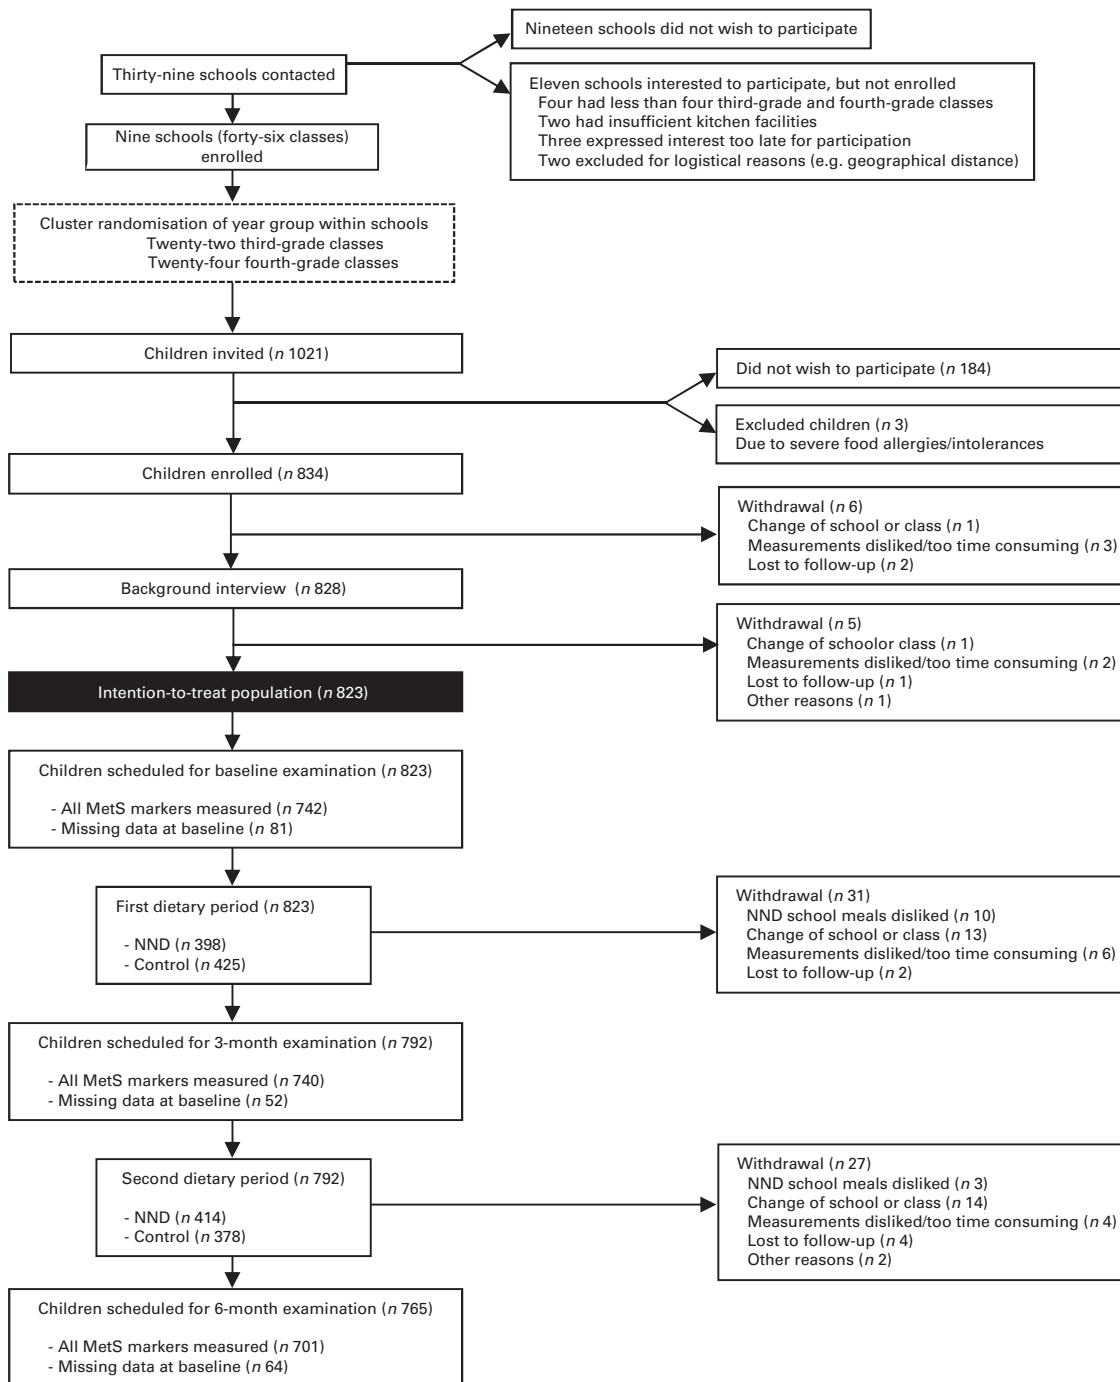 Nineteen schools did not wish to participate
Thirty-nine schools contacted
Eleven schools interested to participate, but not enrolled
Four had less than four third-grade and fourth-grade classes
Two had insufficient kitchen facilities
Three expressed interest too late for participation
Two excluded for logistical reasons (e.g. geographical distance)
Nine schools (forty-six classes)
enrolled
Cluster randomisation of year group within schools
Twenty-two third-grade classes
Twenty-four fourth-grade classes
Children invited (n 1021)
Did not wish to participate (n 184)
Excluded children (n 3)
Due to severe food allergies/intolerances
Children enrolled (n 834)
Withdrawal (n 6)
Change of school or class (n 1)
Measurements disliked/too time consuming (n 3)
Lost to follow-up (n 2)
Background interview (n 828)
Withdrawal (n 5)
Change of schoolor class (n 1)
Measurements disliked/too time consuming (n 2)
Lost to follow-up (n 1)
Other reasons (n 1)
Intention-to-treat population (n 823)
Children scheduled for baseline examination (n 823)
- All MetS markers measured (n 742)
- Missing data at baseline (n 81)
First dietary period (n 823)
- NND (n 398)
- Control (n 425)
Withdrawal (n 31)
NND school meals disliked (n 10)
Change of school or class (n 13)
Measurements disliked/too time consuming (n 6)
Lost to follow-up (n 2)
Children scheduled for 3-month examination (n 792)
- All MetS markers measured (n 740)
- Missing data at baseline (n 52)
Second dietary period (n 792)
- NND (n 414)
- Control (n 378)
Withdrawal (n 27)
NND school meals disliked (n 3)
Change of school or class (n 14)
Measurements disliked/too time consuming (n 4)
Lost to follow-up (n 4)
Other reasons (n 2)
Children scheduled for 6-month examination (n 765)
- All MetS markers measured (n 701)
- Missing data at baseline (n 64)